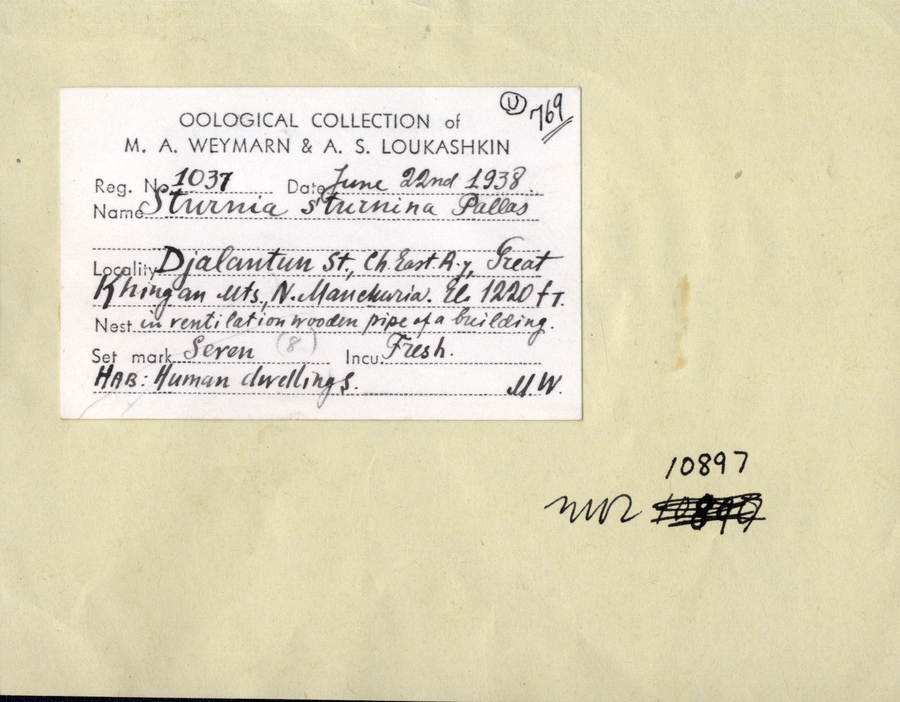 U 769
OOLOGICAL COLLECTION of
M. A. WEYMARN & A. S. LOUKASHKIN
Reg. No 1037 Date June 22nd 1938.
Name Sturnia sturnina Pallas
Locality Djalantun St., Ch. East. R-y, Great
Khingan Mts., N. Manchuria. El. 1220 ft.
Nest in ventilation wooden pipe of a building.
Set mark Seven (8) Incu. Fresh.
HAB: Human dwellings. M.W.
10897